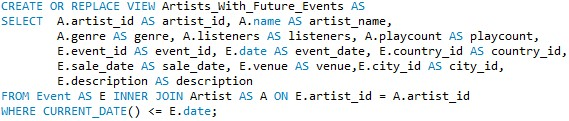 CREATE OR REPLACE VIEW Artists_With_Future_Events AS
SELECT  A.artist_id AS artist_id, A.name AS artist_name,
        A.genre AS genre, A.listeners AS listeners, A.playcount AS playcount,
        E.event_id AS event_id, E.date AS event_date, E.country_id AS country_id,
        E.sale_date AS sale_date, E.venue AS venue,E.city_id AS city_id,
        E.description AS description
FROM Event AS E INNER JOIN Artist AS A ON E.artist_id = A.artist_id
WHERE CURRENT_DATE() <= E.date;